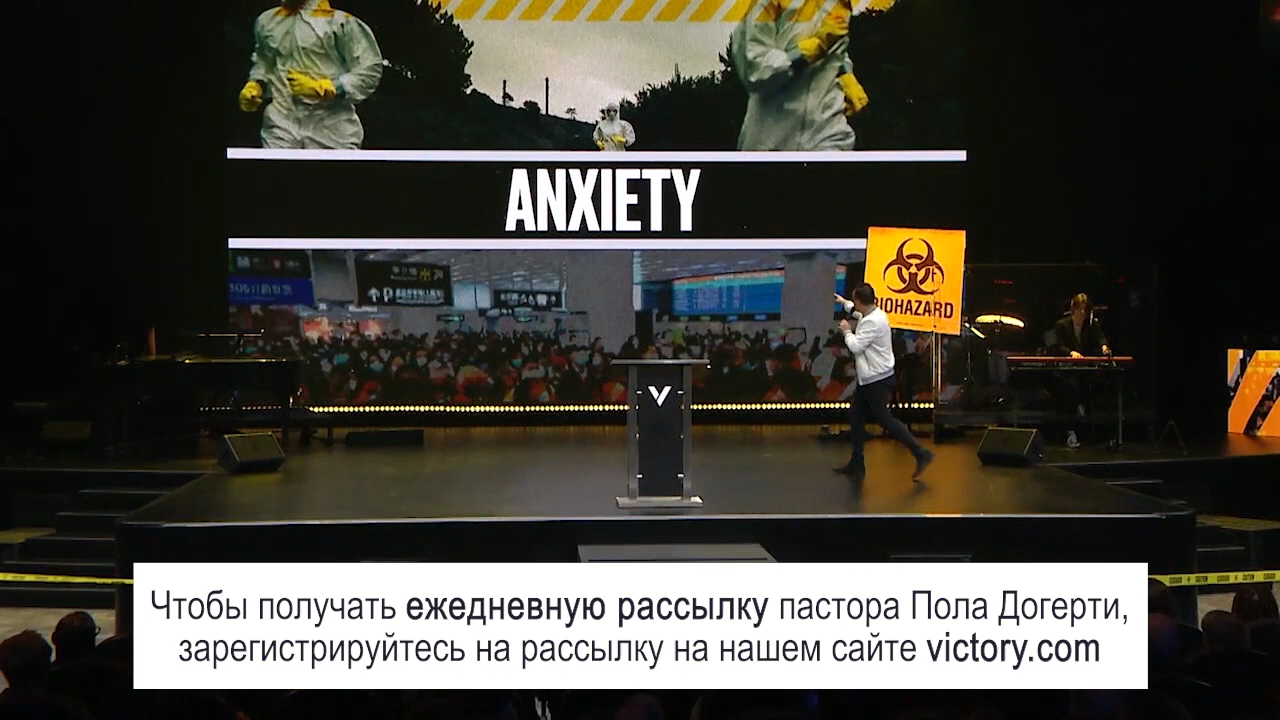 ANXIETY
BIOHAZARD
V
Чтобы получать ежедневную рассылку пастора Пола Догерти,
зарегистрируйтесь на рассылку на нашем сайте victory.com